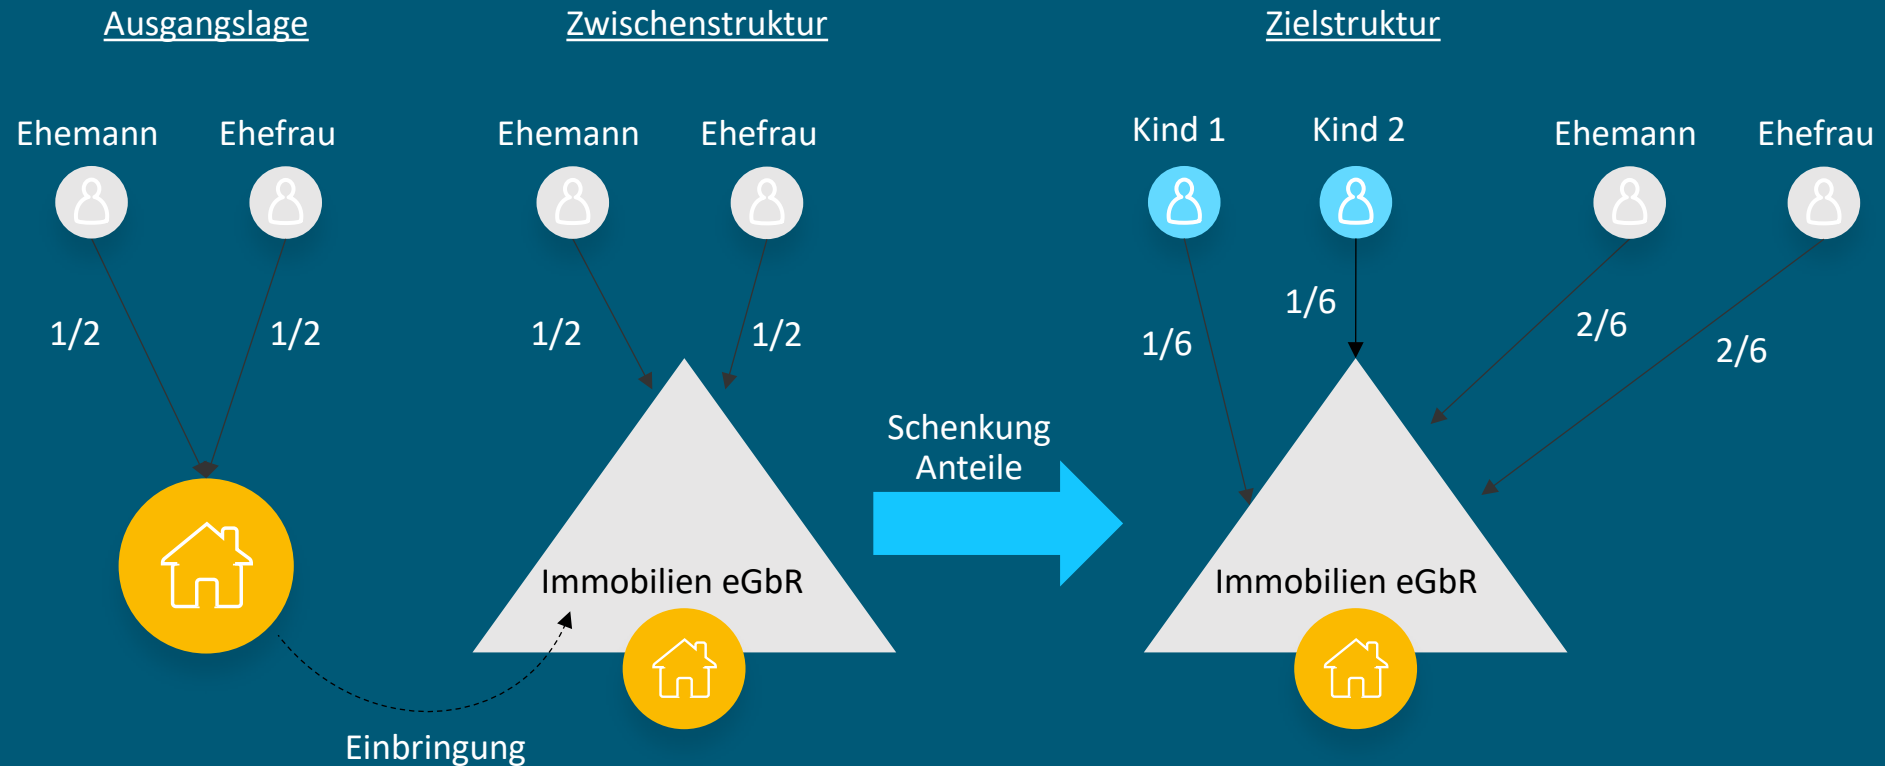 Ausgangslage
Zwischenstruktur
Zielstruktur
Ehemann
Ehefrau
Ehemann
Ehefrau
Kind 1
Kind 2
Ehemann
Ehefrau
1/2
1/2
1/2
1/2
1/6
1/6
2/6
2/6
Schenkung
Anteile
Immobilien eGbR
Immobilien eGbR
Einbringung